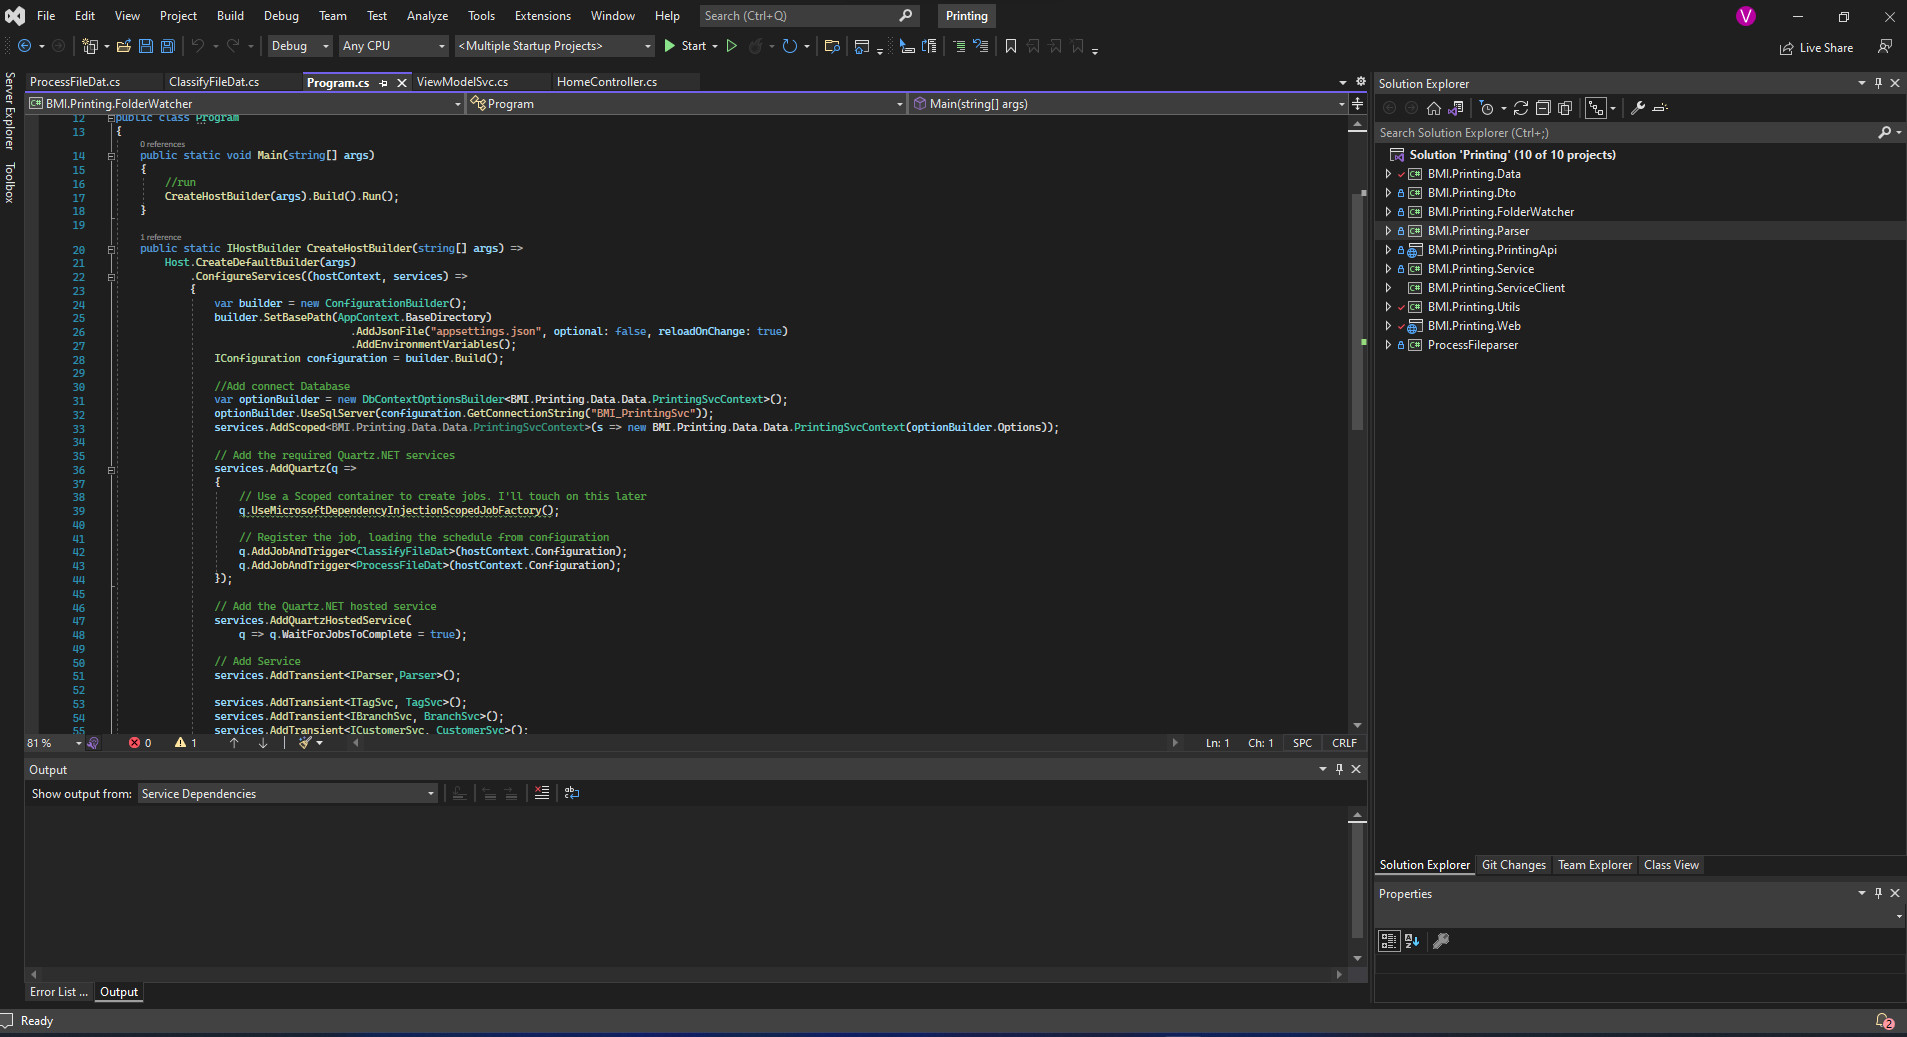 File Edit View Project Build Debug Team Test Analyze Tools Extensions Window Help Search (Ctrl+Q) Printing V
Debug Any CPU <Multiple Startup Projects> Start Live Share
Server Explorer
Toolbox
ProcessFileDat.cs ClassifyFileDat.cs Program.cs ViewModelSvc.cs HomeController.cs
BMI.Printing.FolderWatcher Program Main(string[] args)
12 public class Program
13 {
0 references
14 public static void Main(string[] args)
15 {
16 //run
17 CreateHostBuilder(args).Build().Run();
18 }
19
1 reference
20 public static IHostBuilder CreateHostBuilder(string[] args) =>
21 Host.CreateDefaultBuilder(args)
22 .ConfigureServices((hostContext, services) =>
23 {
24 var builder = new ConfigurationBuilder();
25 builder.SetBasePath(AppContext.BaseDirectory)
26 .AddJsonFile("appsettings.json", optional: false, reloadOnChange: true)
27 .AddEnvironmentVariables();
28 IConfiguration configuration = builder.Build();
29
30 //Add connect Database
31 var optionBuilder = new DbContextOptionsBuilder<BMI.Printing.Data.Data.PrintingSvcContext>();
32 optionBuilder.UseSqlServer(configuration.GetConnectionString("BMI_PrintingSvc"));
33 services.AddScoped<BMI.Printing.Data.Data.PrintingSvcContext>(s => new BMI.Printing.Data.Data.PrintingSvcContext(optionBuilder.Options));
34
35 // Add the required Quartz.NET services
36 services.AddQuartz(q =>
37 {
38 // Use a Scoped container to create jobs. I'll touch on this later
39 q.UseMicrosoftDependencyInjectionScopedJobFactory();
40
41 // Register the job, loading the schedule from configuration
42 q.AddJobAndTrigger<ClassifyFileDat>(hostContext.Configuration);
43 q.AddJobAndTrigger<ProcessFileDat>(hostContext.Configuration);
44 });
45
46 // Add the Quartz.NET hosted service
47 services.AddQuartzHostedService(
48 q => q.WaitForJobsToComplete = true);
49
50 // Add Service
51 services.AddTransient<IParser,Parser>();
52
53 services.AddTransient<ITagSvc, TagSvc>();
54 services.AddTransient<IBranchSvc, BranchSvc>();
55 services.AddTransient<ICustomerSvc, CustomerSvc>();
81 % 0 1 Ln: 1 Ch: 1 SPC CRLF
Output
Show output from: Service Dependencies
Error List ... Output
Ready
Solution Explorer
Search Solution Explorer (Ctrl+;)
Solution 'Printing' (10 of 10 projects)
BMI.Printing.Data
BMI.Printing.Dto
BMI.Printing.FolderWatcher
BMI.Printing.Parser
BMI.Printing.PrintingApi
BMI.Printing.Service
BMI.Printing.ServiceClient
BMI.Printing.Utils
BMI.Printing.Web
ProcessFileparser
Solution Explorer Git Changes Team Explorer Class View
Properties
2